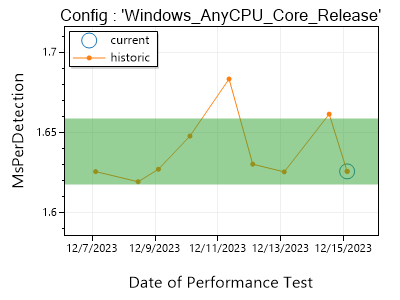 Config : 'Windows_AnyCPU_Core_Release'
current
historic
1.7
1.65
1.6
MsPerDetection
12/7/2023 12/9/2023 12/11/2023 12/13/2023 12/15/2023
Date of Performance Test